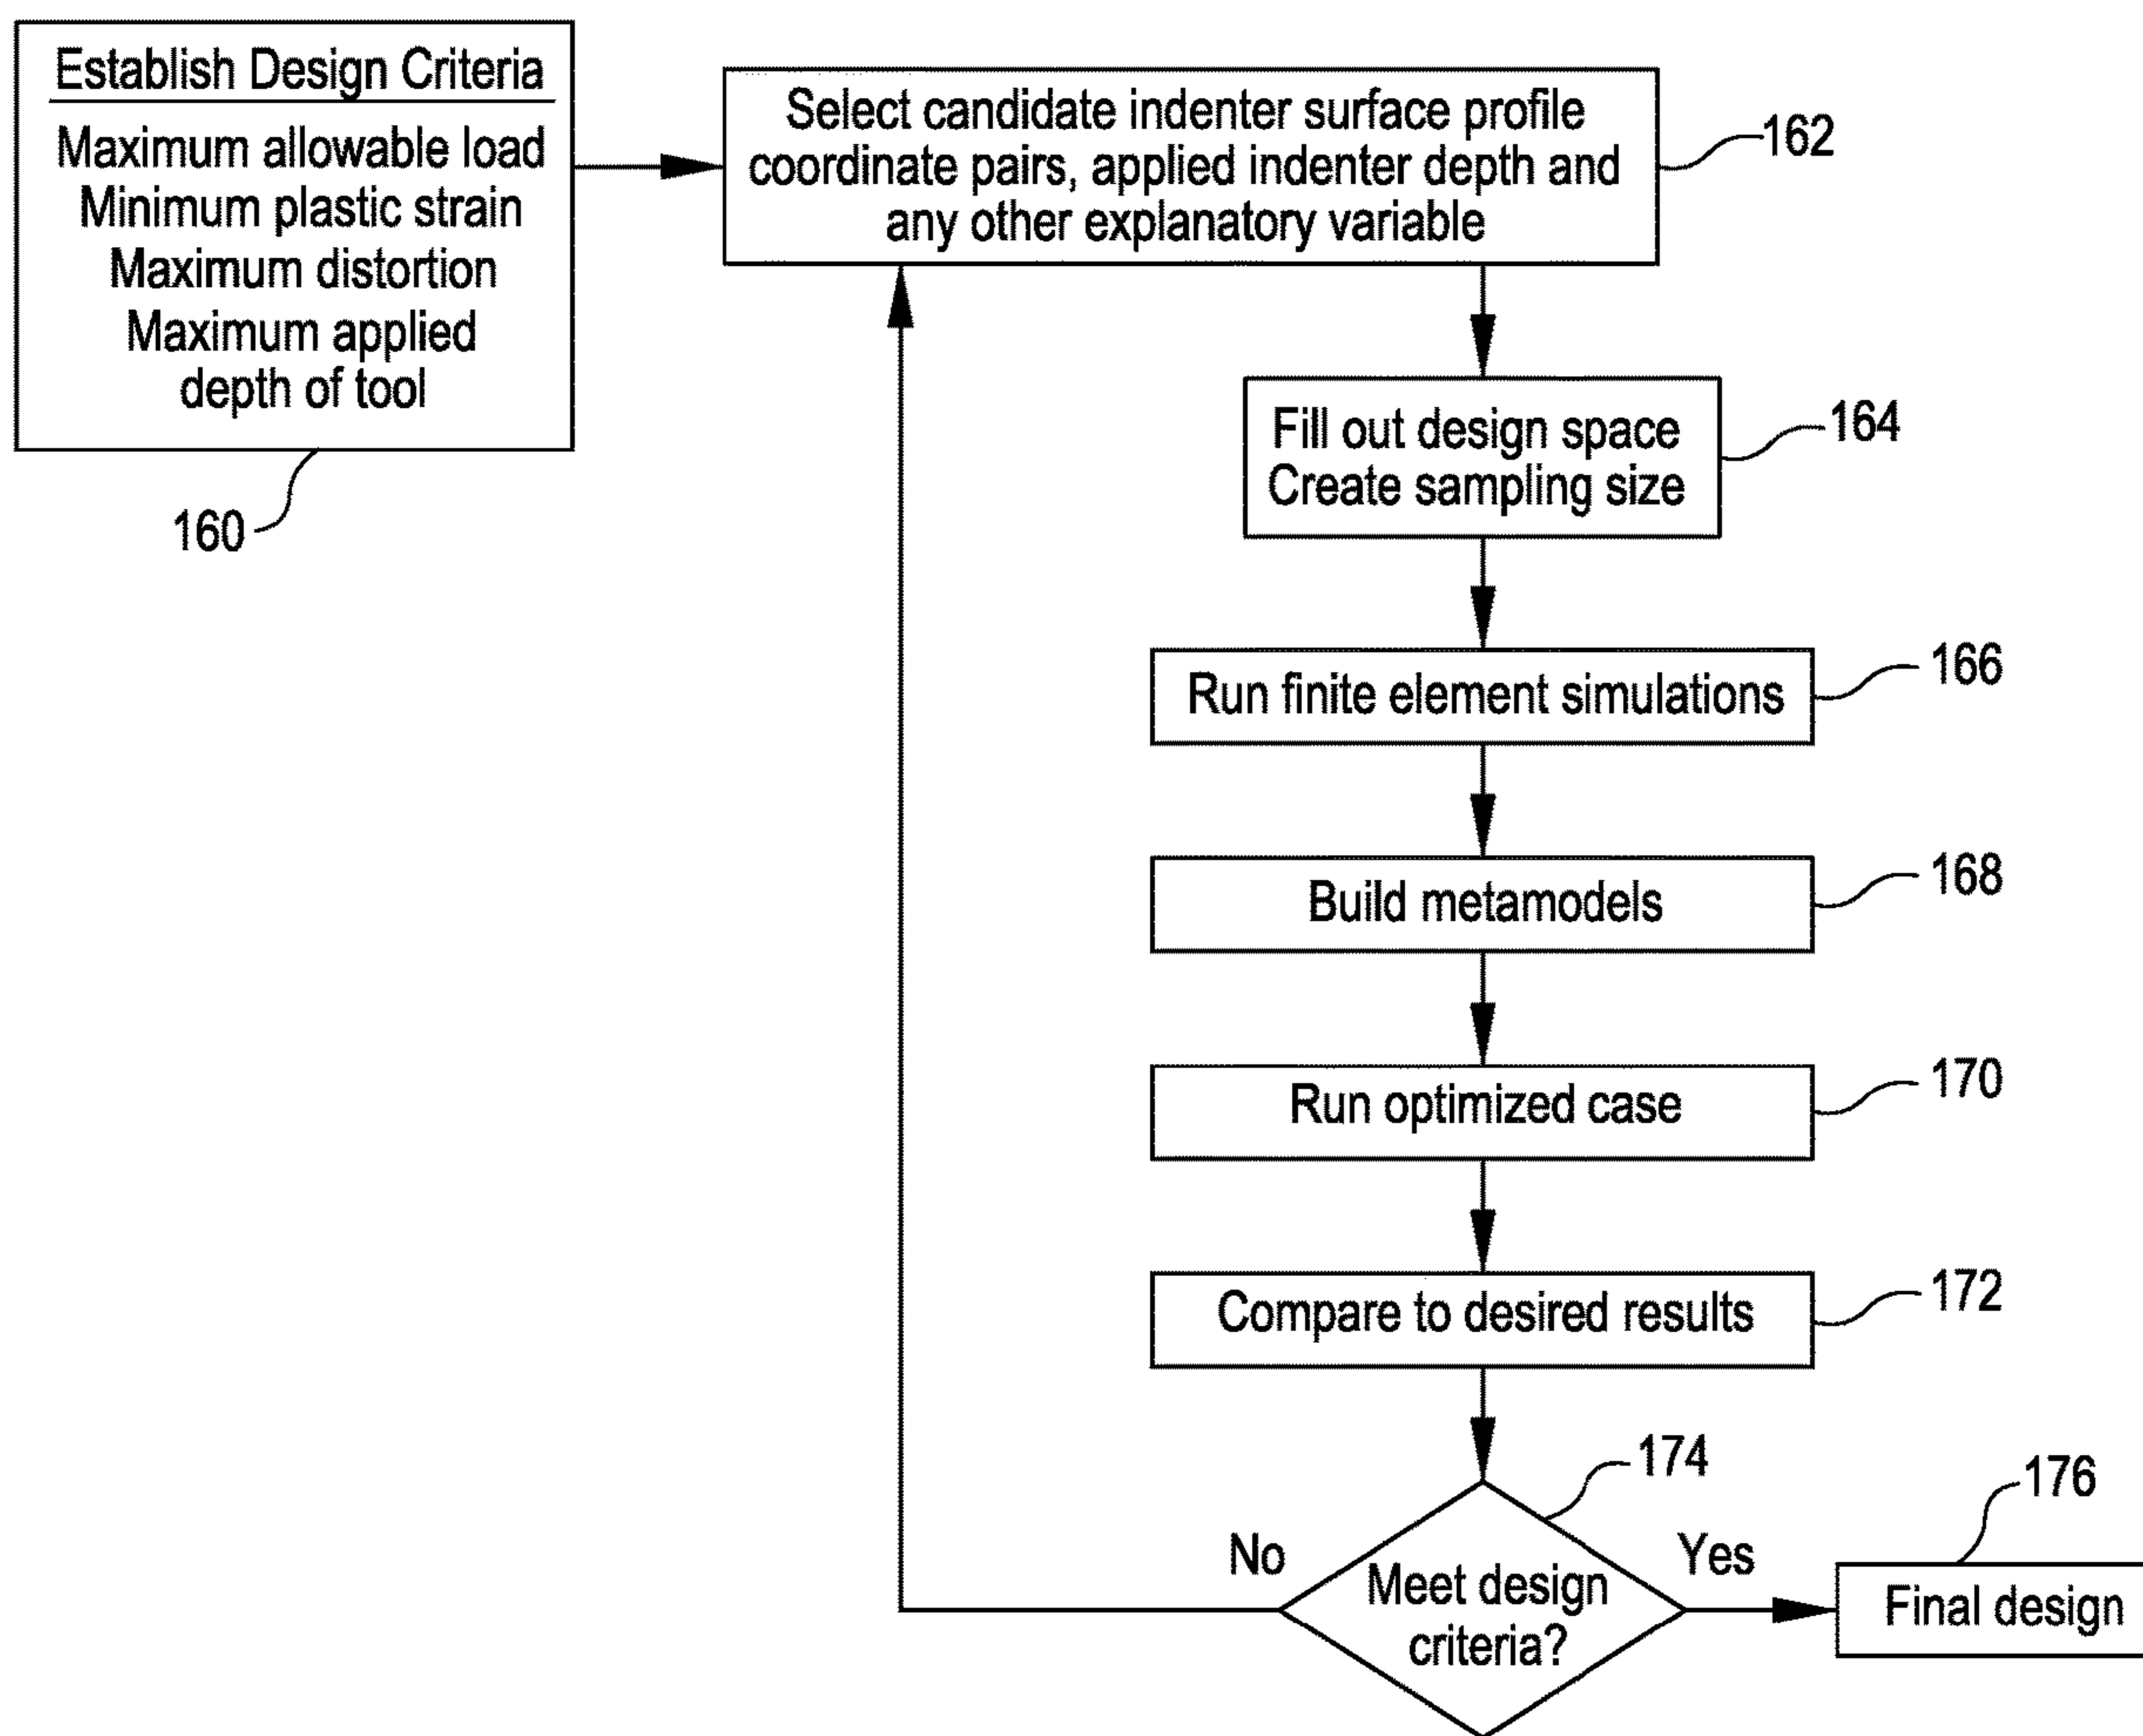 Establish Design Criteria
Maximum allowable load
Minimum plastic strain
Maximum distortion
Maximum applied
depth of tool
160
Select candidate indenter surface profile
coordinate pairs, applied indenter depth and
any other explanatory variable
162
Fill out design space
Create sampling size
164
Run finite element simulations
166
Build metamodels
168
Run optimized case
170
Compare to desired results
172
174
Meet design
criteria?
No
Yes
176
Final design